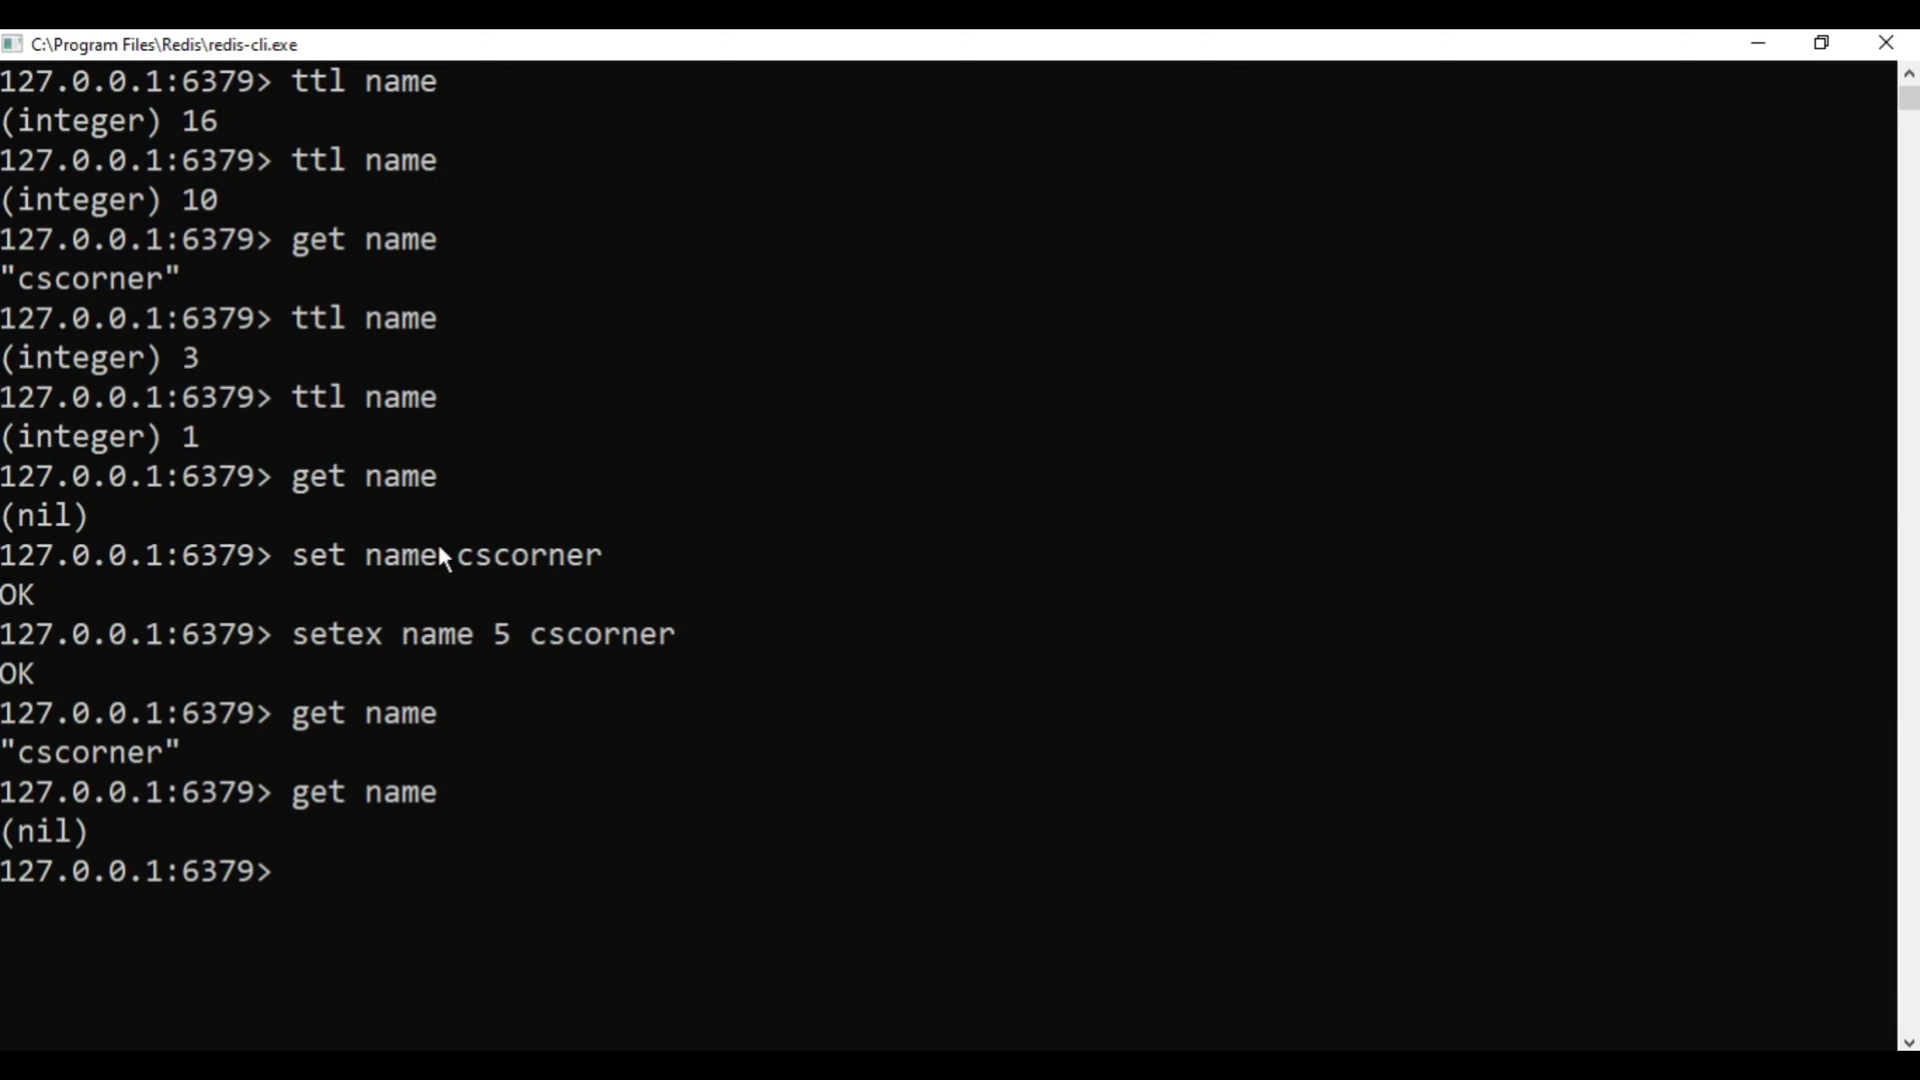 C:\Program Files\Redis\redis-cli.exe
127.0.0.1:6379> ttl name
(integer) 16
127.0.0.1:6379> ttl name
(integer) 10
127.0.0.1:6379> get name
"cscorner"
127.0.0.1:6379> ttl name
(integer) 3
127.0.0.1:6379> ttl name
(integer) 1
127.0.0.1:6379> get name
(nil)
127.0.0.1:6379> set name cscorner
OK
127.0.0.1:6379> setex name 5 cscorner
OK
127.0.0.1:6379> get name
"cscorner"
127.0.0.1:6379> get name
(nil)
127.0.0.1:6379>